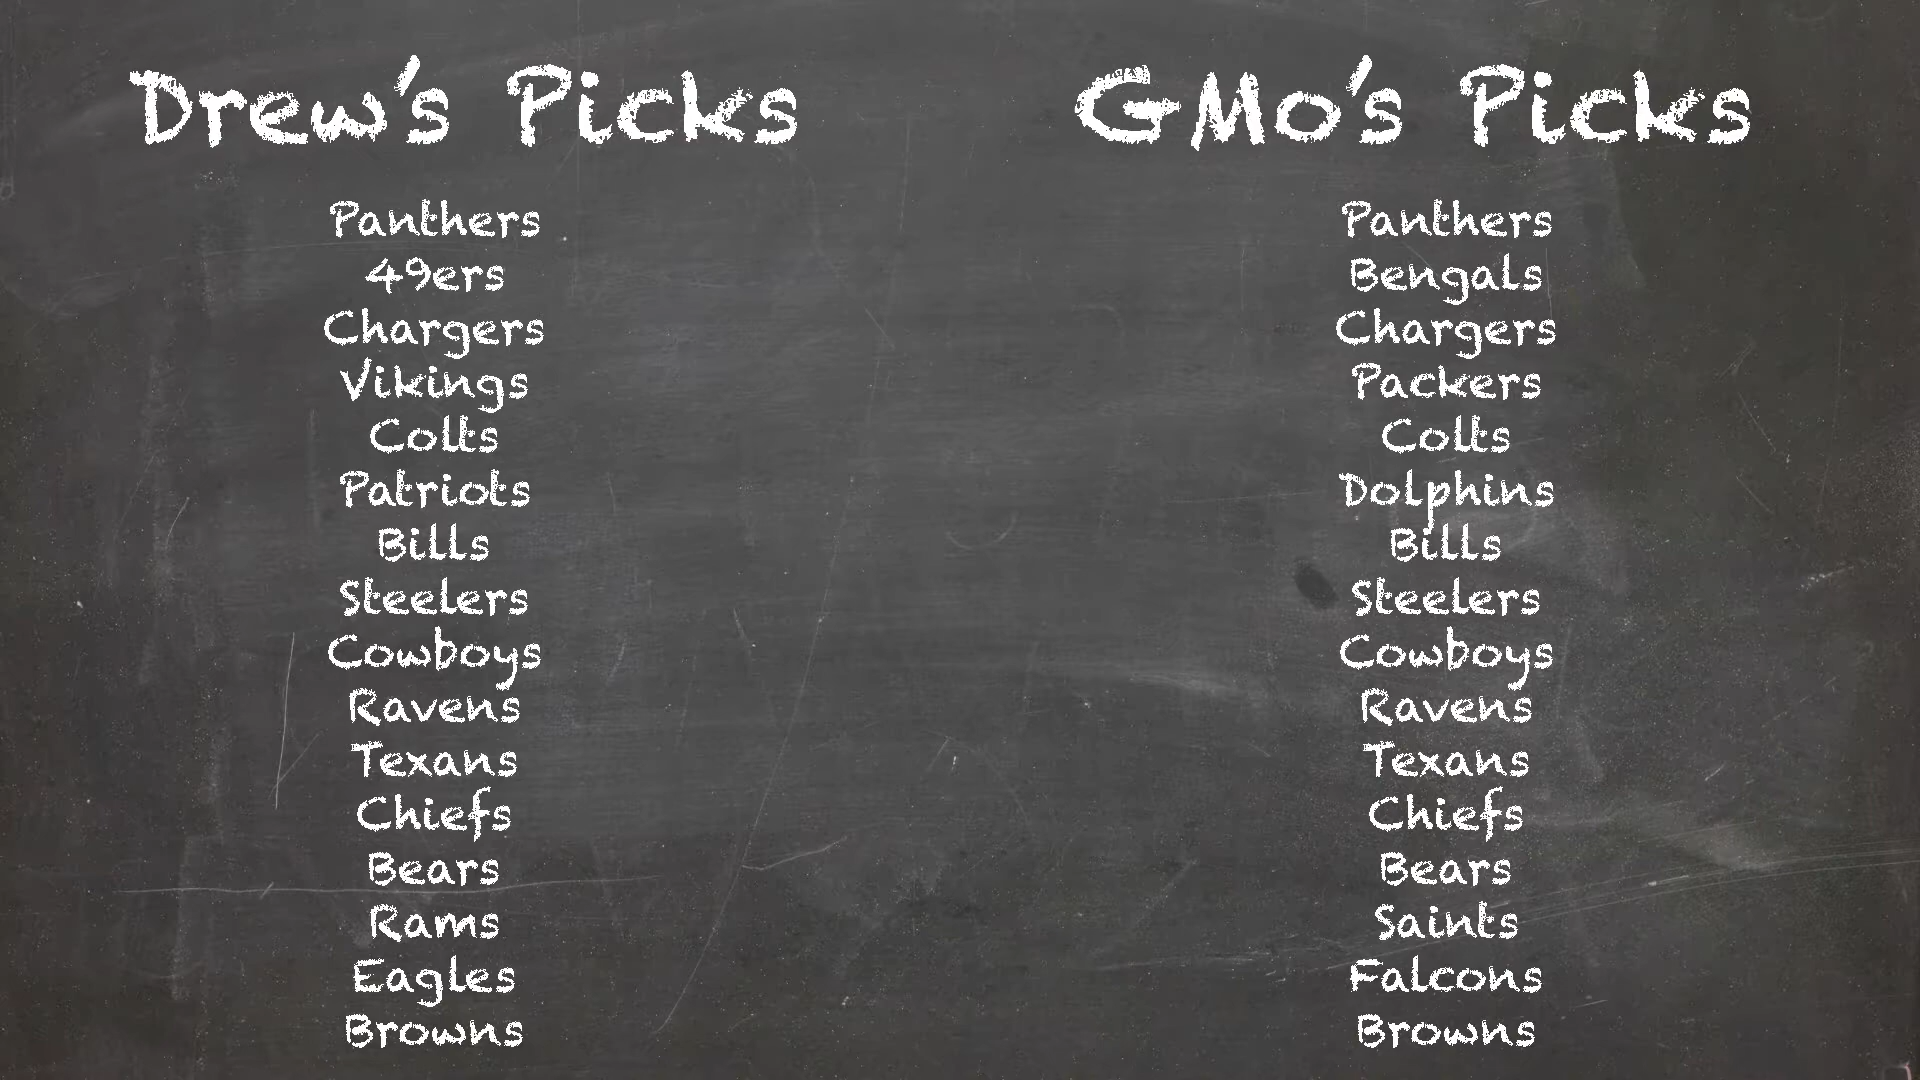 Drew's Picks
Panthers
49ers
Chargers
Vikings
Colts
Patriots
Bills
Steelers
Cowboys
Ravens
Texans
Chiefs
Bears
Rams
Eagles
Browns
GMo's Picks
Panthers
Bengals
Chargers
Packers
Colts
Dolphins
Bills
Steelers
Cowboys
Ravens
Texans
Chiefs
Bears
Saints
Falcons
Browns